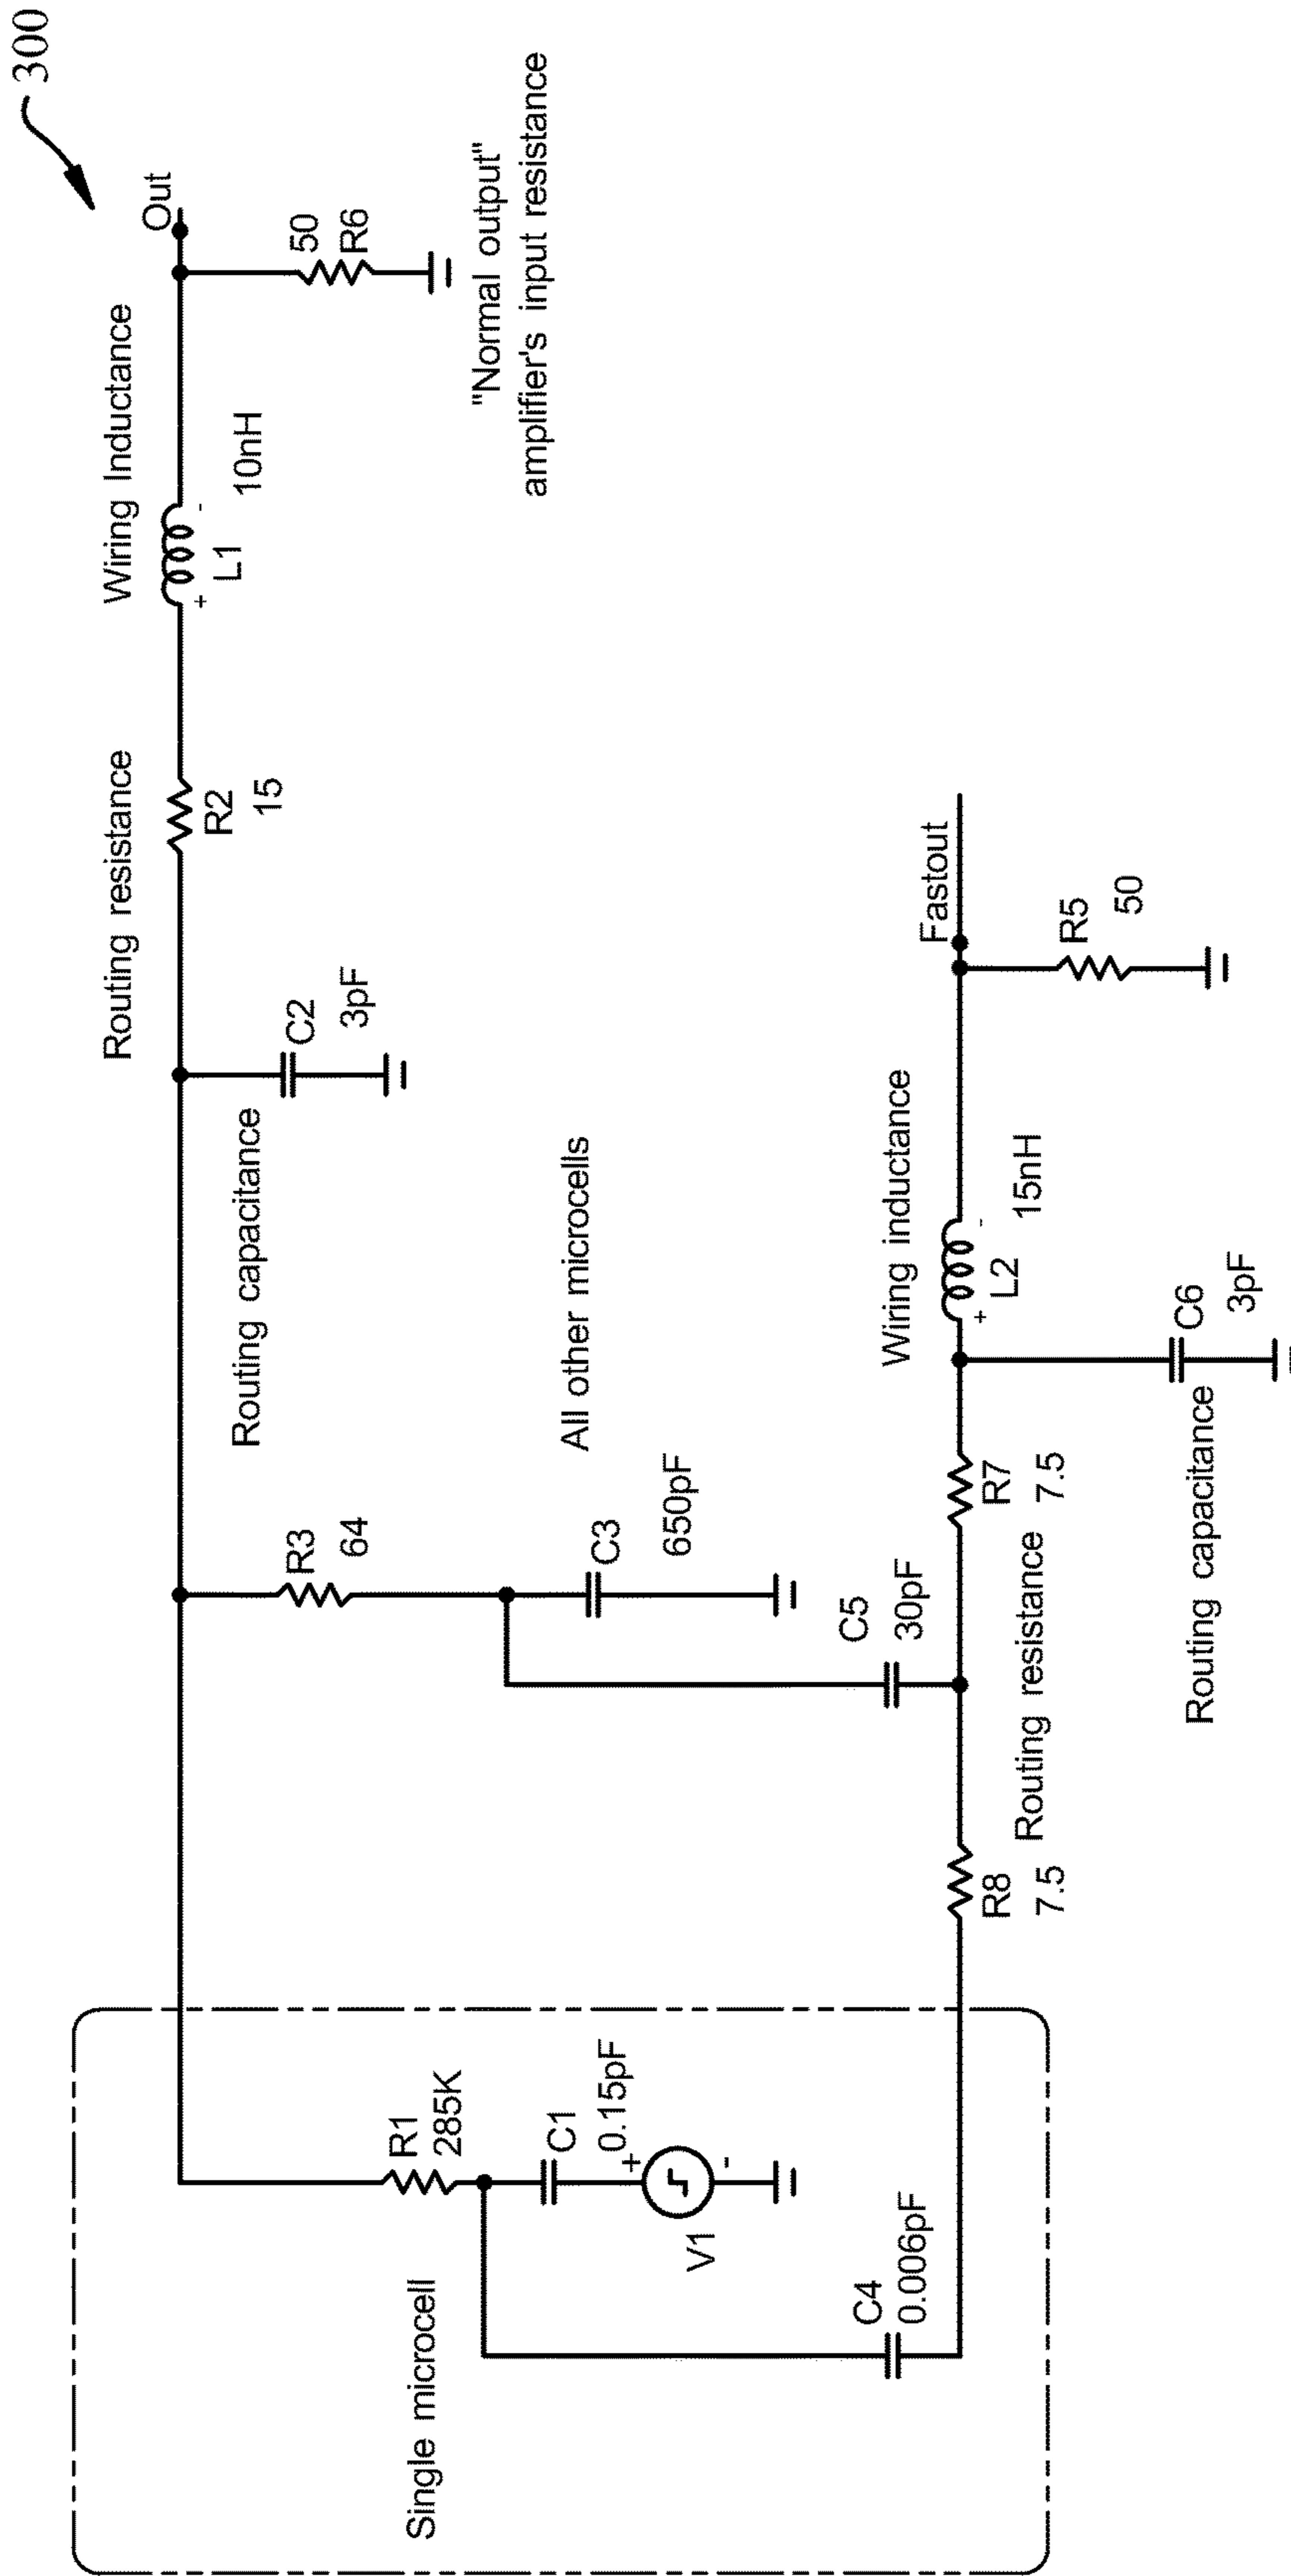 300
Out
Wiring Inductance
Routing resistance
50
R6
10nH
+
-
L1
R2
15
"Normal output"
amplifier's input resistance
C2
3pF
Routing capacitance
All other microcells
R3
64
C3
650pF
Single microcell
R1
285K
C1
0.15pF
+
-
V1
C4
0.006pF
C5
30pF
Fastout
Wiring inductance
R8
7.5
Routing resistance
R7
7.5
+
-
L2
15nH
R5
50
Routing capacitance
C6
3pF